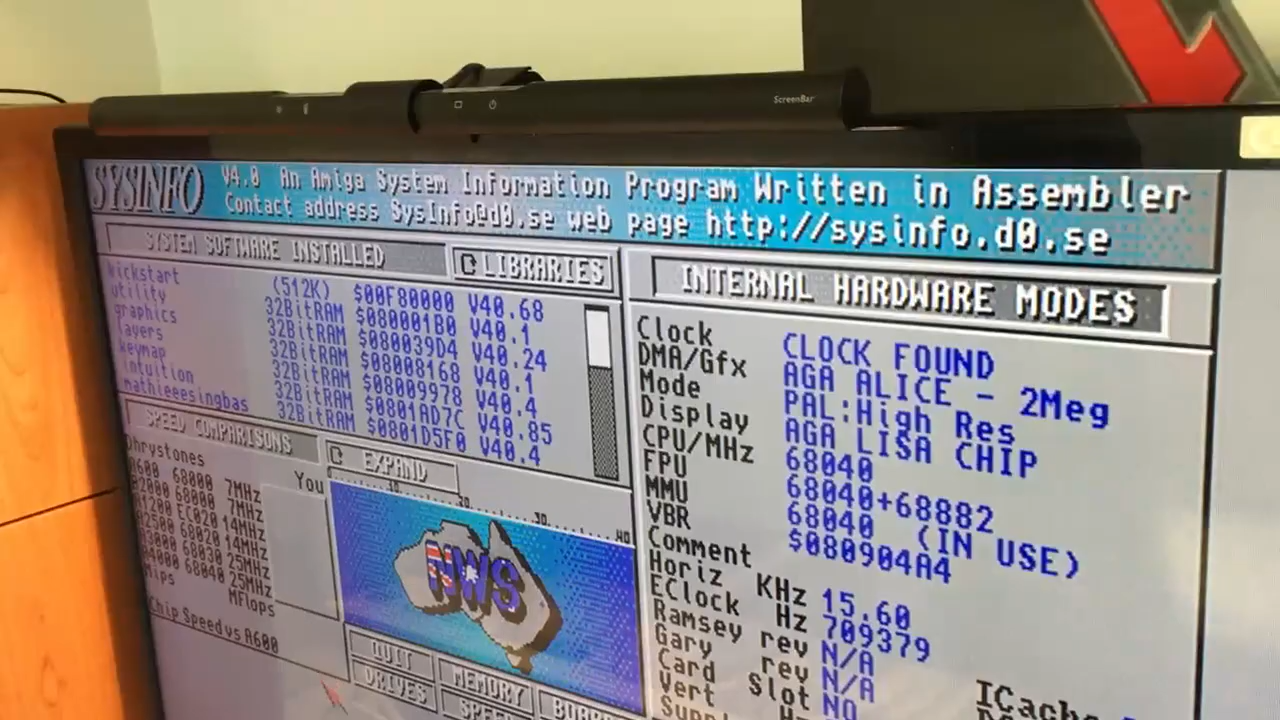 ScreenBar
SYSINFO
V4.0 An Amiga System Information Program Written in Assembler
Contact address SysInfo@d0.se web page http://sysinfo.d0.se
SYSTEM SOFTWARE INSTALLED
LIBRARIES
kickstart (512K) $00F80000 V40.68
utility 32BitRAM $080001B0 V40.1
graphics 32BitRAM $080039D4 V40.24
layers 32BitRAM $08008168 V40.1
keymap 32BitRAM $08009978 V40.4
intuition 32BitRAM $0801AD7C V40.85
mathieeesingbas 32BitRAM $0801D5F0 V40.4
SPEED COMPARISONS
EXPAND
Dhrystones You
A600 68000 7MHz
B2000 68000 7MHz
A1200 EC020 14MHz
A2500 68020 14MHz
A3000 68030 25MHz
A4000 68040 25MHz
Mips MFlops
Chip Speed vs A600
10 20 30 40
NWS
QUIT
MEMORY
DRIVES
SPEED
INTERNAL HARDWARE MODES
Clock CLOCK FOUND
DMA/Gfx AGA ALICE - 2Meg
Mode PAL:High Res
Display AGA LISA CHIP
CPU/MHz 68040
FPU 68040+68882
MMU 68040 (IN USE)
VBR $080904A4
Comment
Horiz KHz 15.60
EClock Hz 709379
Ramsey rev N/A
Gary rev N/A
Card Slot NO
Vert Hz
ICache